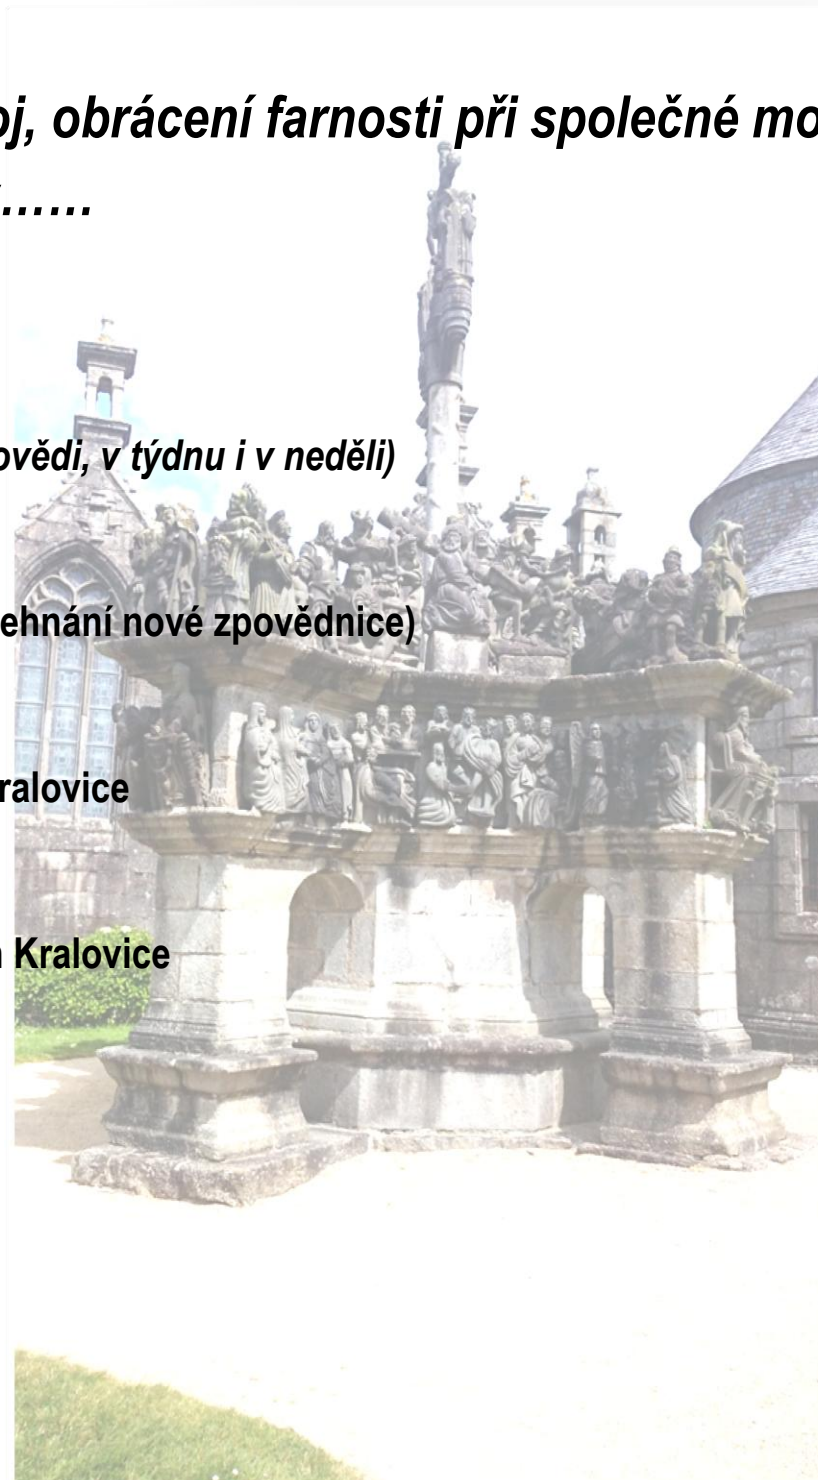 oj, obrácení farnosti při společné mo
……
ovědi, v týdnu i v neděli)
ehnání nové zpovědnice)
ralovice
Kralovice